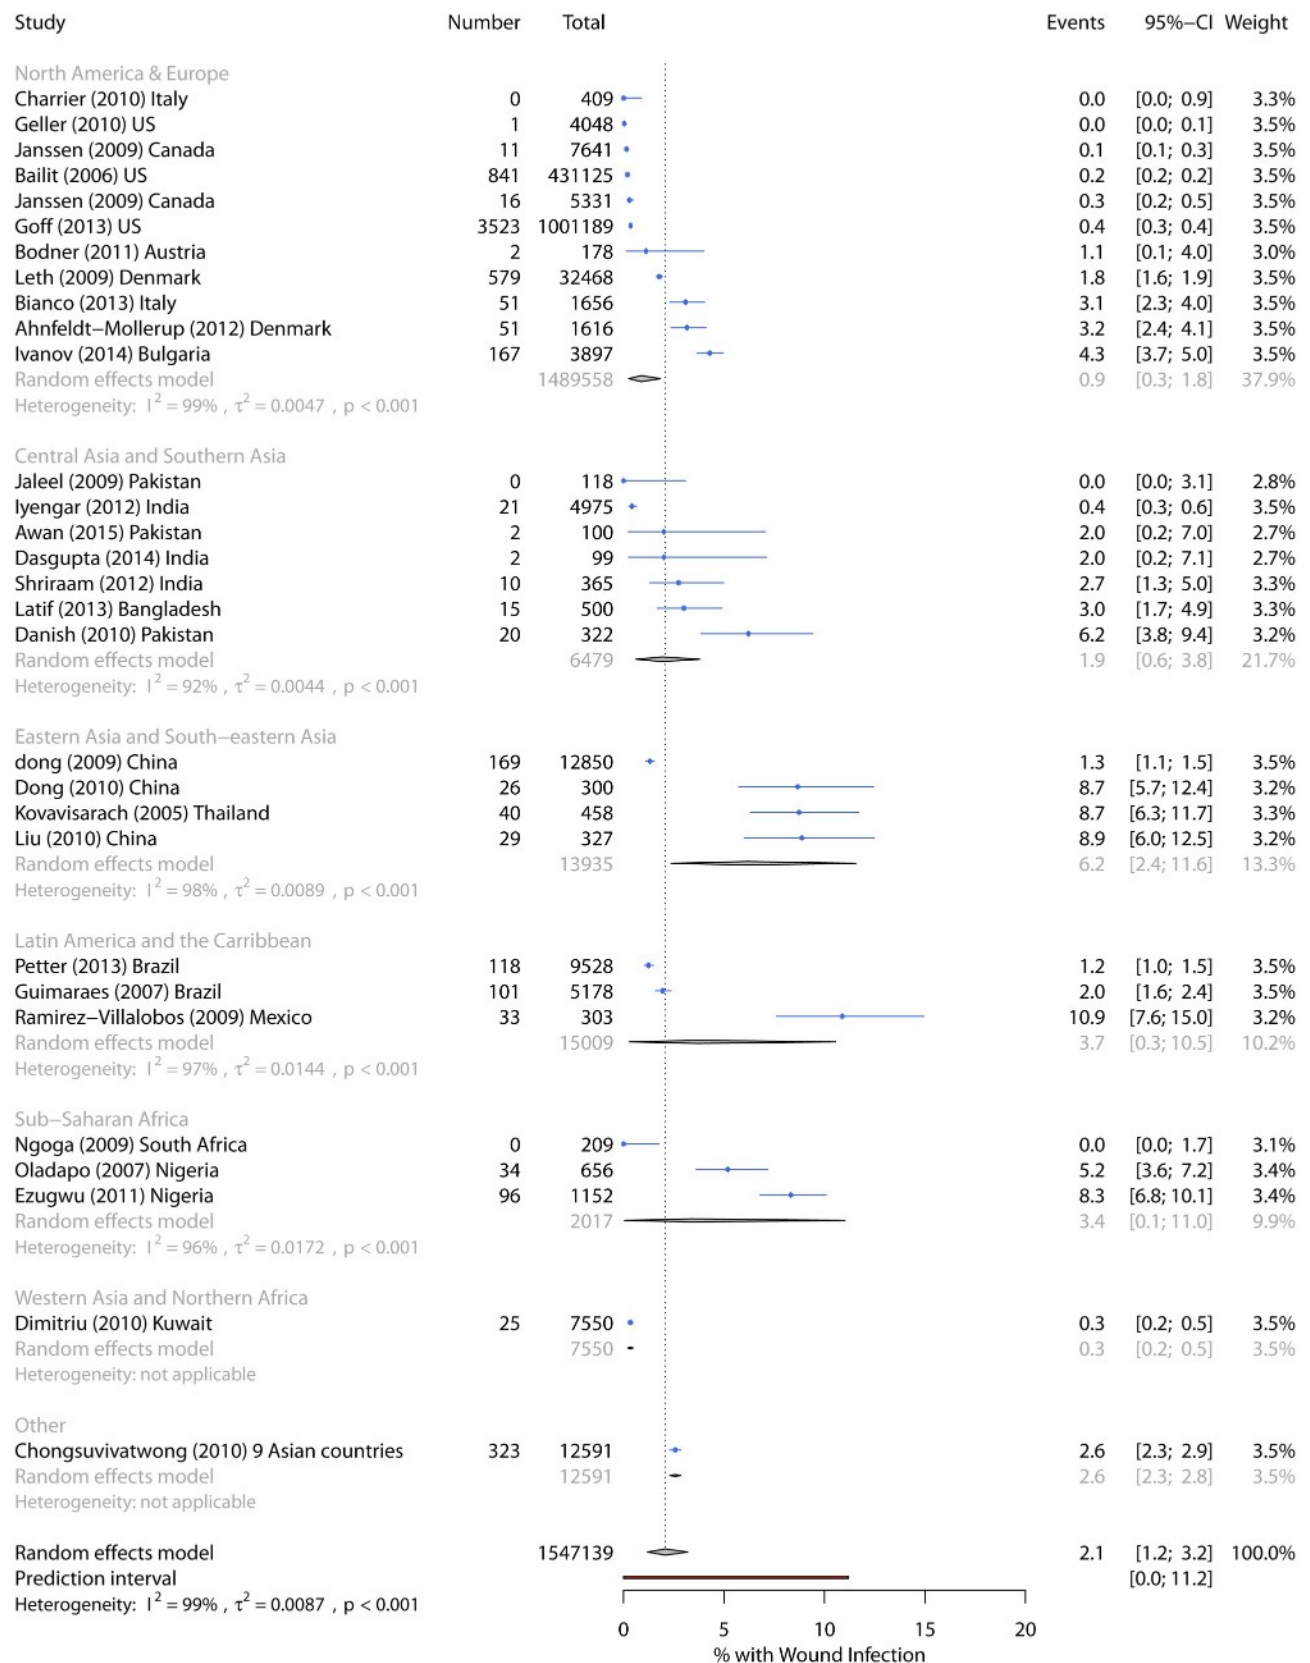 Study Number Total Events 95%−CI Weight
North America & Europe
Charrier (2010) Italy 0 409 0.0 [0.0; 0.9] 3.3%
Geller (2010) US 1 4048 0.0 [0.0; 0.1] 3.5%
Janssen (2009) Canada 11 7641 0.1 [0.1; 0.3] 3.5%
Bailit (2006) US 841 431125 0.2 [0.2; 0.2] 3.5%
Janssen (2009) Canada 16 5331 0.3 [0.2; 0.5] 3.5%
Goff (2013) US 3523 1001189 0.4 [0.3; 0.4] 3.5%
Bodner (2011) Austria 2 178 1.1 [0.1; 4.0] 3.0%
Leth (2009) Denmark 579 32468 1.8 [1.6; 1.9] 3.5%
Bianco (2013) Italy 51 1656 3.1 [2.3; 4.0] 3.5%
Ahnfeldt−Mollerup (2012) Denmark 51 1616 3.2 [2.4; 4.1] 3.5%
Ivanov (2014) Bulgaria 167 3897 4.3 [3.7; 5.0] 3.5%
Random effects model 1489558 0.9 [0.3; 1.8] 37.9%
Heterogeneity: I² = 99% , τ² = 0.0047 , p < 0.001
Central Asia and Southern Asia
Jaleel (2009) Pakistan 0 118 0.0 [0.0; 3.1] 2.8%
Iyengar (2012) India 21 4975 0.4 [0.3; 0.6] 3.5%
Awan (2015) Pakistan 2 100 2.0 [0.2; 7.0] 2.7%
Dasgupta (2014) India 2 99 2.0 [0.2; 7.1] 2.7%
Shriraam (2012) India 10 365 2.7 [1.3; 5.0] 3.3%
Latif (2013) Bangladesh 15 500 3.0 [1.7; 4.9] 3.3%
Danish (2010) Pakistan 20 322 6.2 [3.8; 9.4] 3.2%
Random effects model 6479 1.9 [0.6; 3.8] 21.7%
Heterogeneity: I² = 92% , τ² = 0.0044 , p < 0.001
Eastern Asia and South−eastern Asia
dong (2009) China 169 12850 1.3 [1.1; 1.5] 3.5%
Dong (2010) China 26 300 8.7 [5.7; 12.4] 3.2%
Kovavisarach (2005) Thailand 40 458 8.7 [6.3; 11.7] 3.3%
Liu (2010) China 29 327 8.9 [6.0; 12.5] 3.2%
Random effects model 13935 6.2 [2.4; 11.6] 13.3%
Heterogeneity: I² = 98% , τ² = 0.0089 , p < 0.001
Latin America and the Carribbean
Petter (2013) Brazil 118 9528 1.2 [1.0; 1.5] 3.5%
Guimaraes (2007) Brazil 101 5178 2.0 [1.6; 2.4] 3.5%
Ramirez−Villalobos (2009) Mexico 33 303 10.9 [7.6; 15.0] 3.2%
Random effects model 15009 3.7 [0.3; 10.5] 10.2%
Heterogeneity: I² = 97% , τ² = 0.0144 , p < 0.001
Sub−Saharan Africa
Ngoga (2009) South Africa 0 209 0.0 [0.0; 1.7] 3.1%
Oladapo (2007) Nigeria 34 656 5.2 [3.6; 7.2] 3.4%
Ezugwu (2011) Nigeria 96 1152 8.3 [6.8; 10.1] 3.4%
Random effects model 2017 3.4 [0.1; 11.0] 9.9%
Heterogeneity: I² = 96% , τ² = 0.0172 , p < 0.001
Western Asia and Northern Africa
Dimitriu (2010) Kuwait 25 7550 0.3 [0.2; 0.5] 3.5%
Random effects model 7550 0.3 [0.2; 0.5] 3.5%
Heterogeneity: not applicable
Other
Chongsuvivatwong (2010) 9 Asian countries 323 12591 2.6 [2.3; 2.9] 3.5%
Random effects model 12591 2.6 [2.3; 2.8] 3.5%
Heterogeneity: not applicable
Random effects model 1547139 2.1 [1.2; 3.2] 100.0%
Prediction interval [0.0; 11.2]
Heterogeneity: I² = 99% , τ² = 0.0087 , p < 0.001
0 5 10 15 20
% with Wound Infection